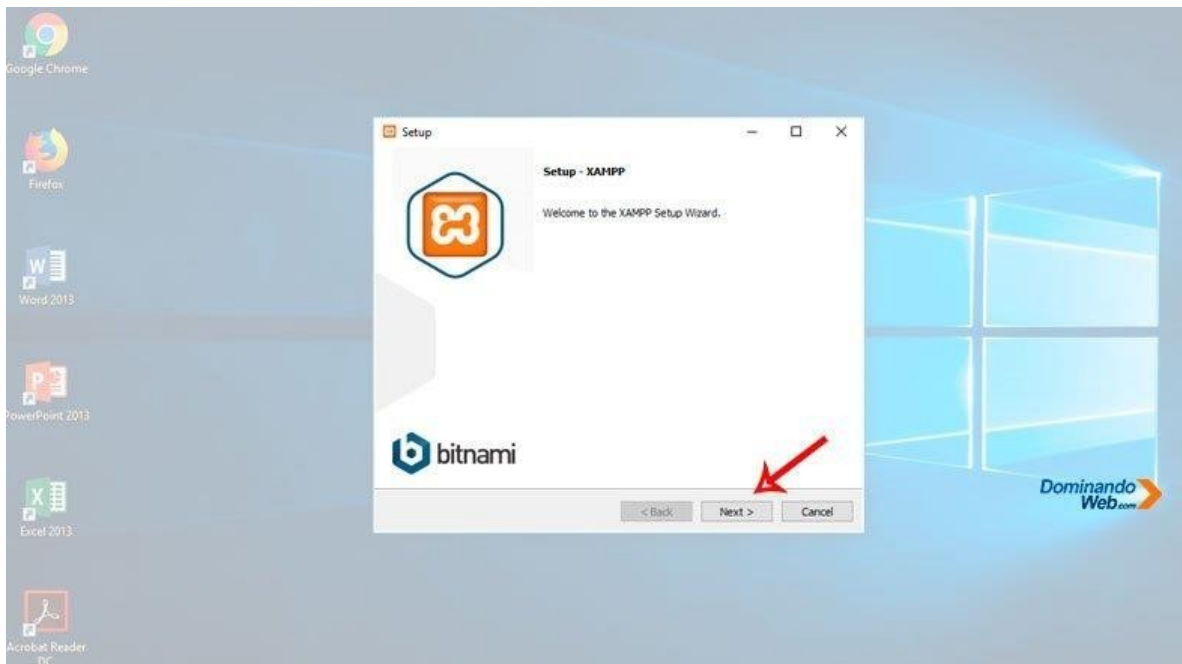 Google Chrome
Firefox
Word 2013
PowerPoint 2013
Excel 2013
Acrobat Reader
DC
Setup
Setup - XAMPP
Welcome to the XAMPP Setup Wizard.
bitnami
< Back
Next >
Cancel
Dominando
Web.com